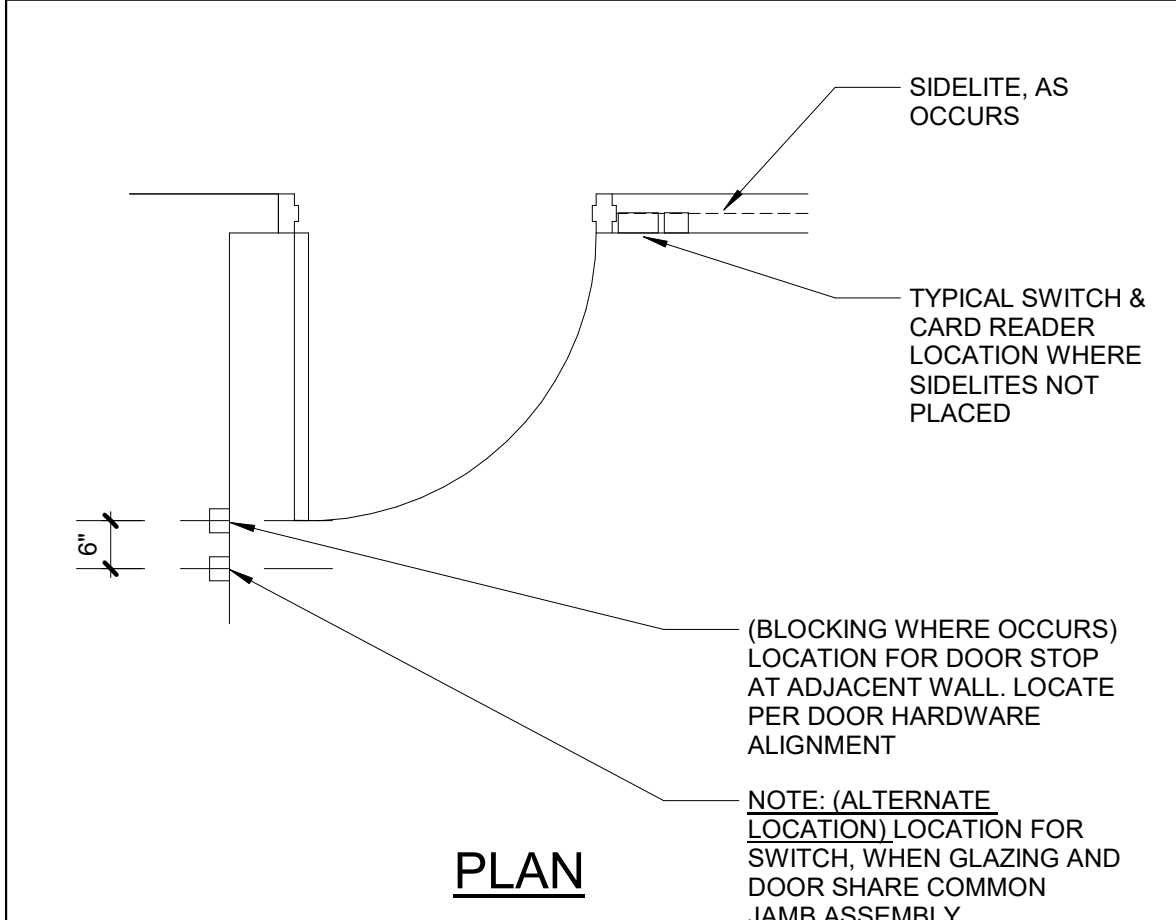 SIDELITE, AS
OCCURS
TYPICAL SWITCH &
CARD READER
LOCATION WHERE
SIDELITES NOT
PLACED
6"
(BLOCKING WHERE OCCURS)
LOCATION FOR DOOR STOP
AT ADJACENT WALL. LOCATE
PER DOOR HARDWARE
ALIGNMENT
NOTE: (ALTERNATE
LOCATION) LOCATION FOR
SWITCH, WHEN GLAZING AND
DOOR SHARE COMMON
JAMB ASSEMBLY
PLAN